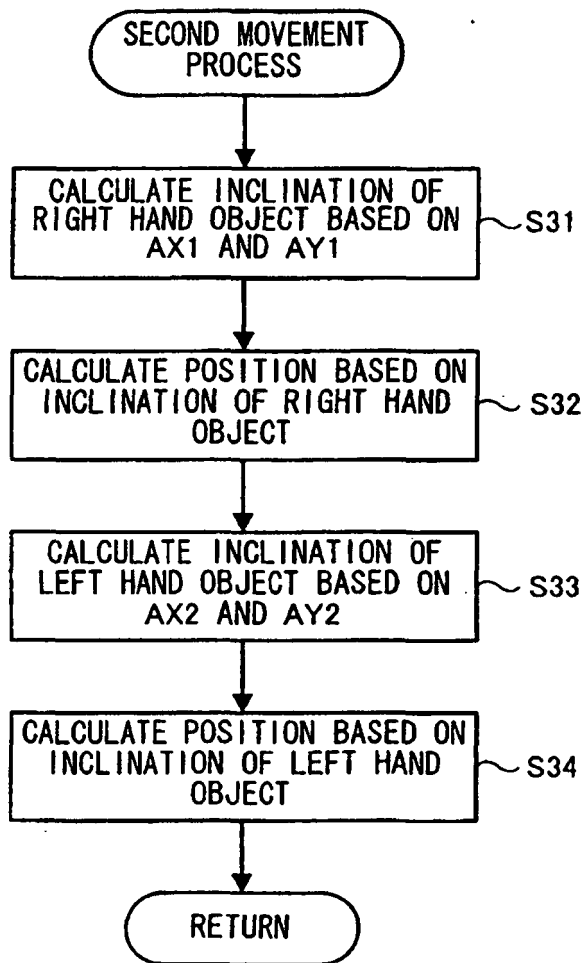 SECOND MOVEMENT
PROCESS
CALCULATE INCLINATION OF
RIGHT HAND OBJECT BASED ON
AX1 AND AY1
S31
CALCULATE POSITION BASED ON
INCLINATION OF RIGHT HAND
OBJECT
S32
CALCULATE INCLINATION OF
LEFT HAND OBJECT BASED ON
AX2 AND AY2
S33
CALCULATE POSITION BASED ON
INCLINATION OF LEFT HAND
OBJECT
S34
RETURN